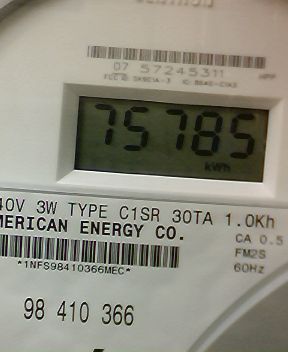 07 57245311
75785
kWh
40V 3W TYPE C1SR 30TA 1.0Kh
MERICAN ENERGY CO.
CA 0.5
FM2S
60Hz
*1NFS98410366MEC*
98 410 366